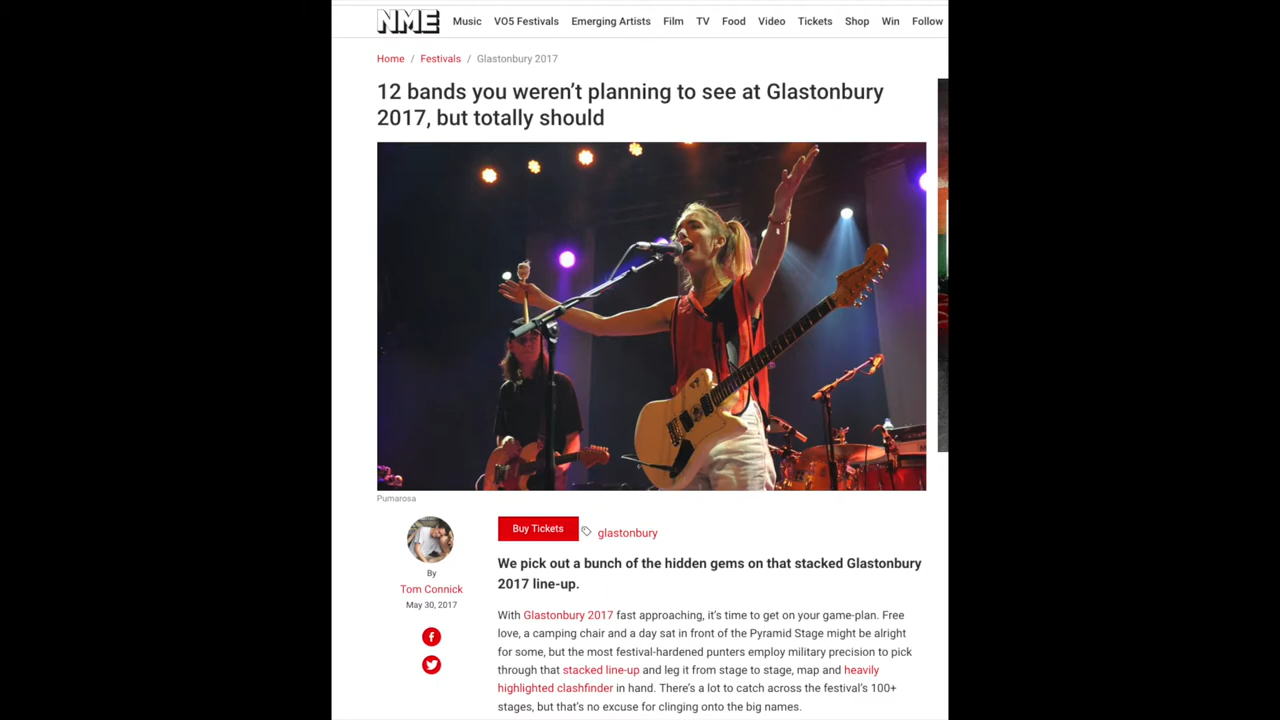 NME Music VO5 Festivals Emerging Artists Film TV Food Video Tickets Shop Win Follow
Home / Festivals / Glastonbury 2017
12 bands you weren’t planning to see at Glastonbury
2017, but totally should
Pumarosa
Buy Tickets glastonbury
By
Tom Connick
May 30, 2017
We pick out a bunch of the hidden gems on that stacked Glastonbury
2017 line-up.
With Glastonbury 2017 fast approaching, it’s time to get on your game-plan. Free
love, a camping chair and a day sat in front of the Pyramid Stage might be alright
for some, but the most festival-hardened punters employ military precision to pick
through that stacked line-up and leg it from stage to stage, map and heavily
highlighted clashfinder in hand. There’s a lot to catch across the festival’s 100+
stages, but that’s no excuse for clinging onto the big names.